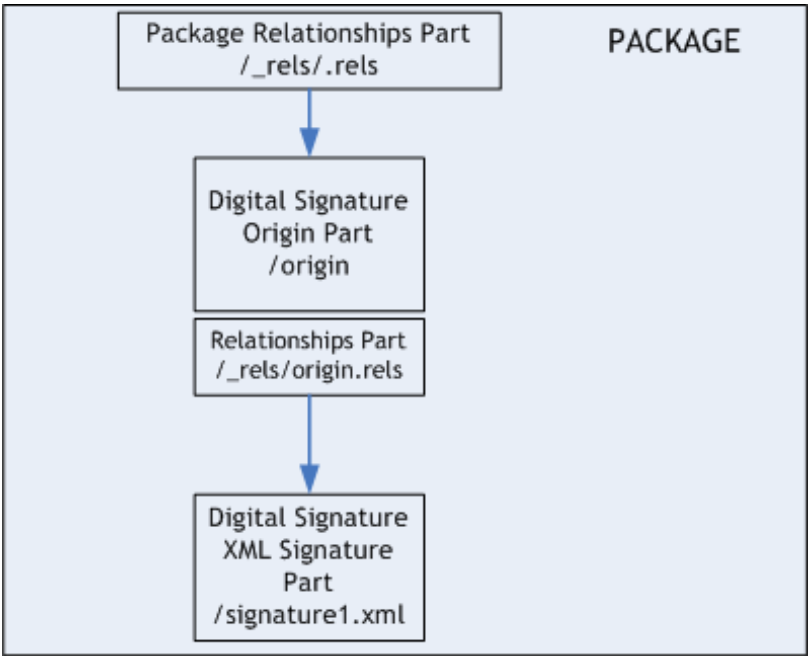 Package Relationships Part
/_rels/.rels
PACKAGE
Digital Signature
Origin Part
/origin
Relationships Part
/_rels/origin.rels
Digital Signature
XML Signature
Part
/signature1.xml